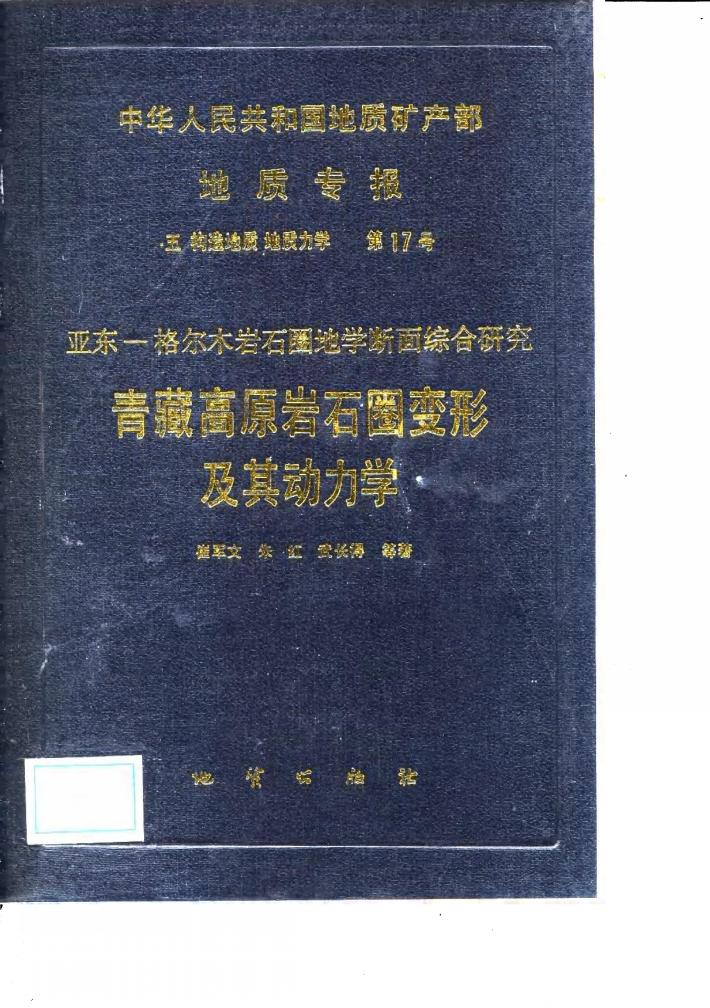 中华人民共和国地质矿产部
地质专报
·五 构造地质 地质力学 第17号
亚东—格尔木岩石圈地学断面综合研究
青藏高原岩石圈变形
及其动力学
崔军文 朱 红 武长得 等著
地质出版社